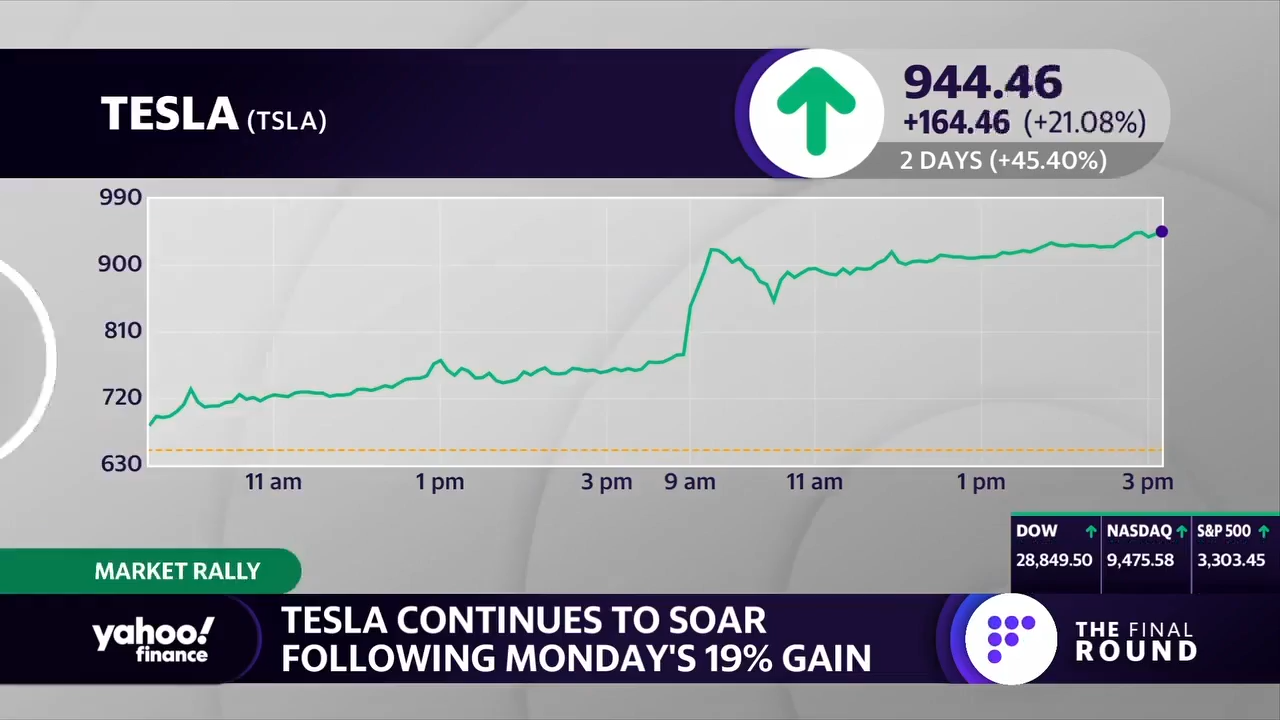 TESLA (TSLA)
944.46
+164.46 (+21.08%)
2 DAYS (+45.40%)
990
900
810
720
630
11 am 1 pm 3 pm 9 am 11 am 1 pm 3 pm
DOW NASDAQ S&P 500
28,849.50 9,475.58 3,303.45
MARKET RALLY
yahoo!
finance
TESLA CONTINUES TO SOAR
FOLLOWING MONDAY'S 19% GAIN
THE FINAL
ROUND